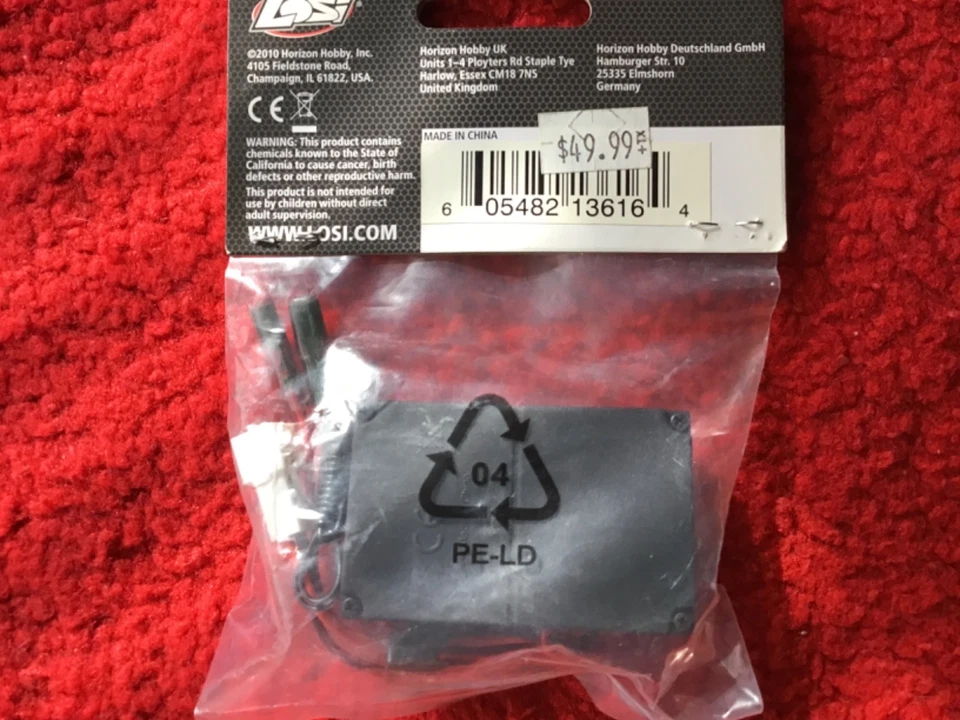 LOSI
©2010 Horizon Hobby, Inc.
4105 Fieldstone Road,
Champaign, IL 61822, USA.
Horizon Hobby UK
Units 1–4 Ployters Rd Staple Tye
Harlow, Essex CM18 7NS
United Kingdom
Horizon Hobby Deutschland GmbH
Hamburger Str. 10
25335 Elmshorn
Germany
CE
WARNING: This product contains
chemicals known to the State of
California to cause cancer, birth
defects or other reproductive harm.
This product is not intended for
use by children without direct
adult supervision.
WWW.LOSI.COM
MADE IN CHINA
$49.99
6 05482 13616 4
04
PE-LD